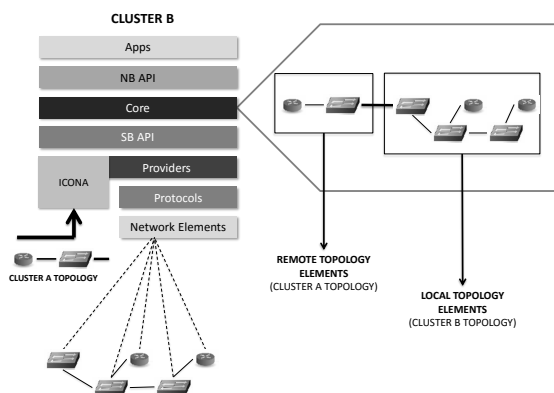 CLUSTER B
Apps
NB API
Core
SB API
ICONA
Providers
Protocols
Network Elements
CLUSTER A TOPOLOGY
REMOTE TOPOLOGY
ELEMENTS
(CLUSTER A TOPOLOGY)
LOCAL TOPOLOGY
ELEMENTS
(CLUSTER B TOPOLOGY)